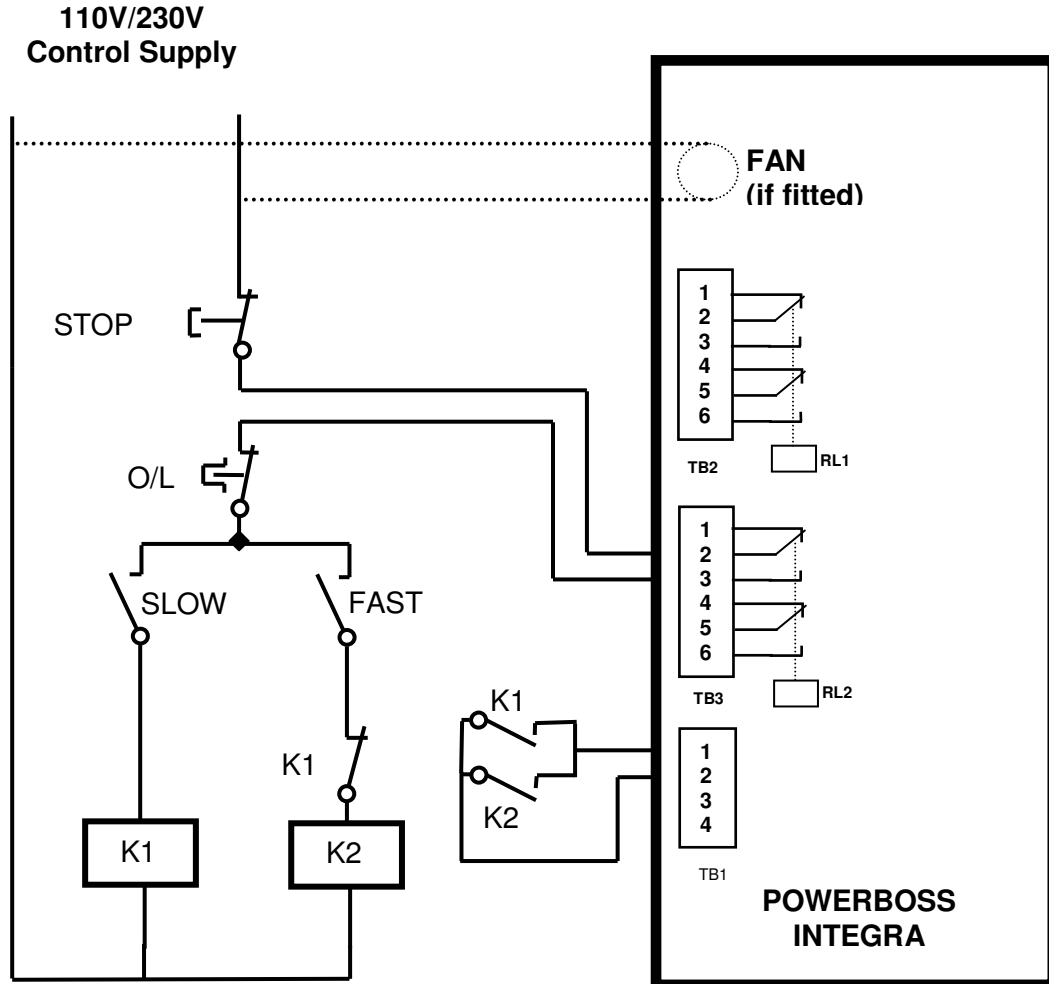 110V/230V
Control Supply
FAN
(if fitted)
STOP
1
2
3
4
5
6
TB2
RL1
O/L
SLOW
FAST
1
2
3
4
5
6
TB3
RL2
K1
K2
K1
K1
K2
1
2
3
4
TB1
POWERBOSS
INTEGRA